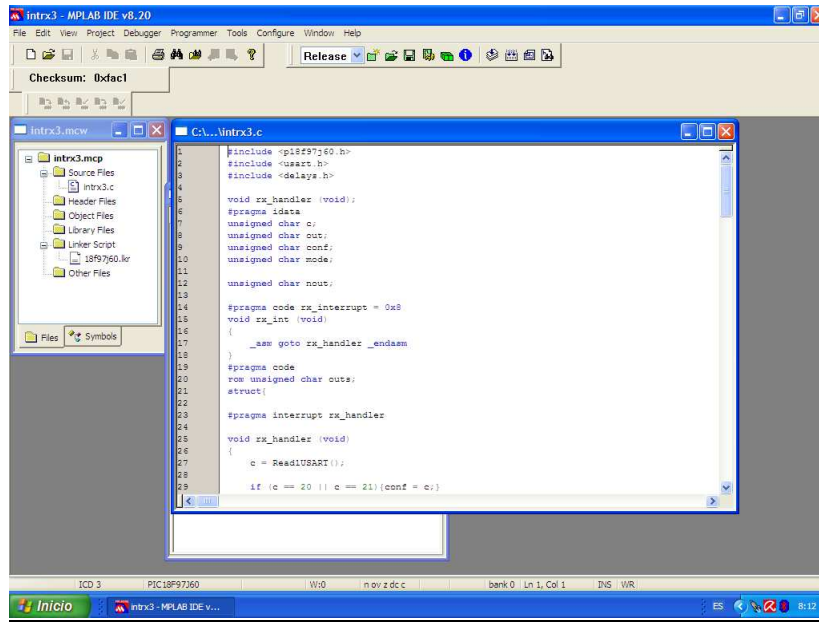 intrx3 - MPLAB IDE v8.20
File Edit View Project Debugger Programmer Tools Configure Window Help
Release
Checksum: 0xfac1
intrx3.mcw
intrx3.mcp
Source Files
intrx3.c
Header Files
Object Files
Library Files
Linker Script
18f97j60.lkr
Other Files
Files Symbols
C:\...\intrx3.c
1 #include <p18f97j60.h>
2 #include <usart.h>
3 #include <delays.h>
4
5 void rx_handler (void);
6 #pragma idata
7 unsigned char c;
8 unsigned char out;
9 unsigned char conf;
10 unsigned char mode;
11
12 unsigned char nout;
13
14 #pragma code rx_interrupt = 0x8
15 void rx_int (void)
16 {
17 _asm goto rx_handler _endasm
18 }
19 #pragma code
20 rom unsigned char outs;
21 struct{
22
23 #pragma interrupt rx_handler
24
25 void rx_handler (void)
26 {
27 c = Read1USART();
28
29 if (c == 20 || c == 21){conf = c;}
ICD 3 PIC18F97J60 W:0 n ov z dc c bank 0 Ln 1, Col 1 INS WR
Inicio intrx3 - MPLAB IDE v... ES 8:12